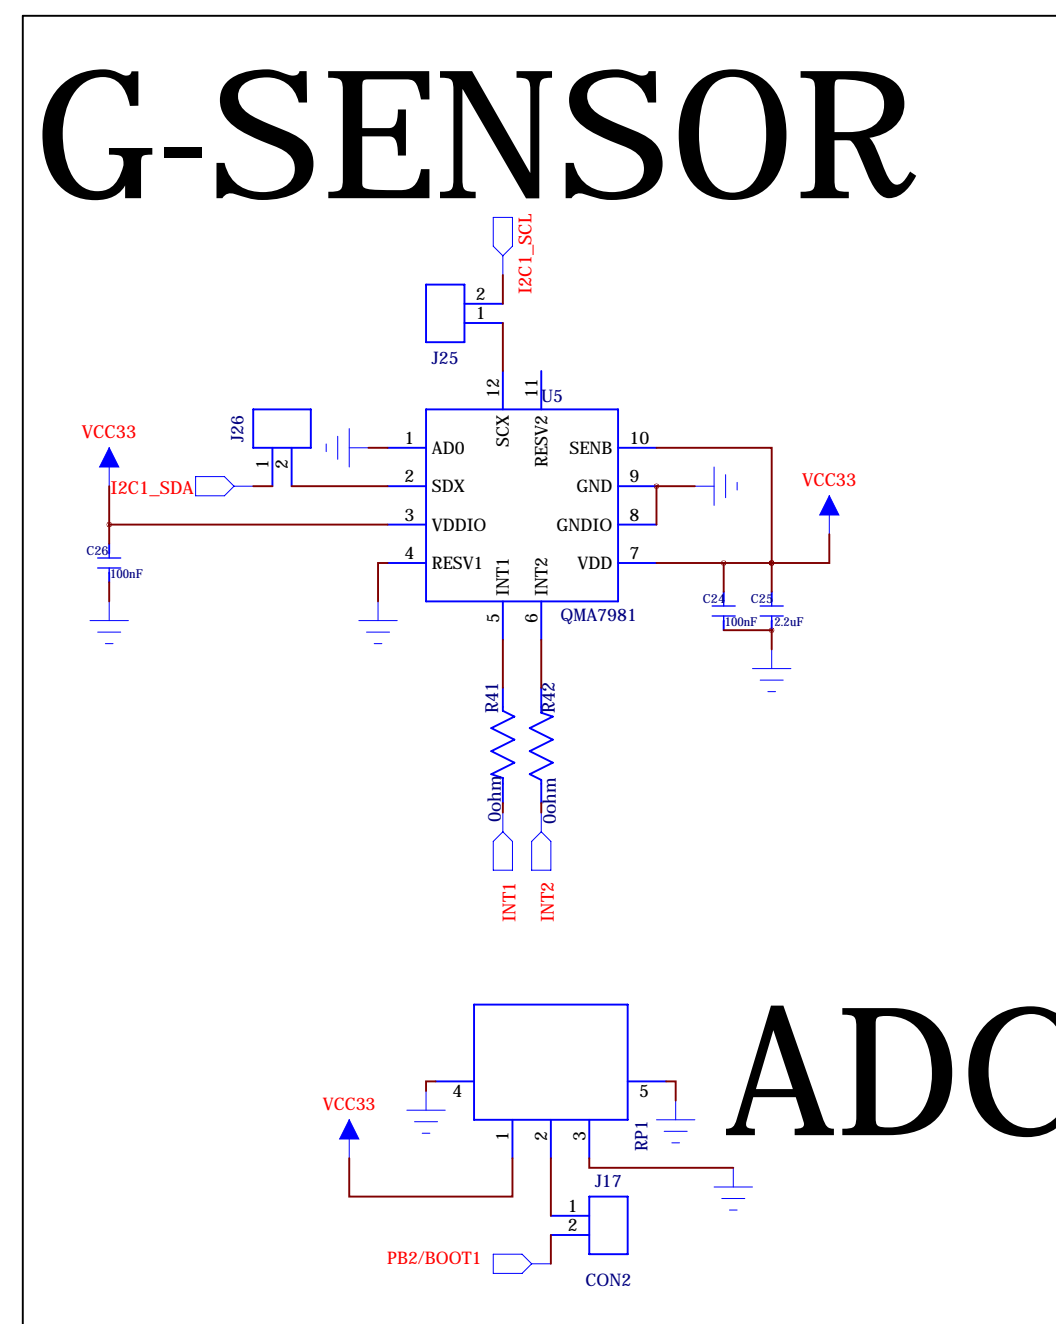 G-SENSOR
I2C1_SCL
2
1
J25
12
11
U5
J26
1
2
VCC33
I2C1_SDA
1
AD0
2
SDX
3
VDDIO
4
RESV1
SCX
RESV2
SENB
10
GND
9
GNDIO
8
VDD
7
INT1
INT2
5
6
QMA7981
VCC33
C26
100nF
C24
100nF
C25
2.2uF
R41
0ohm
R42
0ohm
INT1
INT2
ADC
4
5
RP1
1
2
3
VCC33
J17
1
2
PB2/BOOT1
CON2